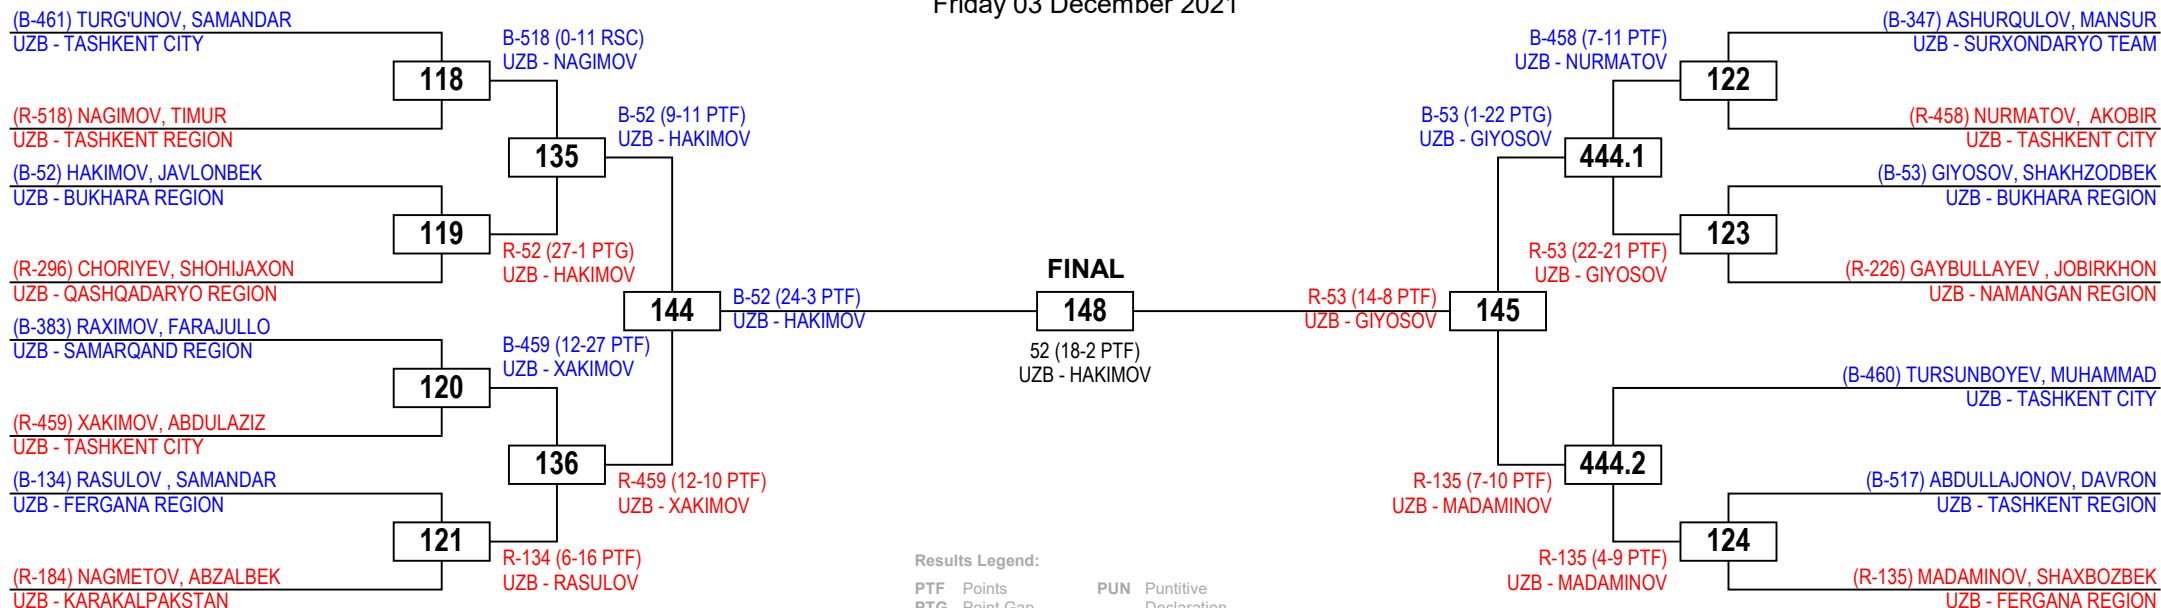 Friday 03 December 2021
(B-461) TURG'UNOV, SAMANDAR
UZB - TASHKENT CITY
118
(R-518) NAGIMOV, TIMUR
UZB - TASHKENT REGION
B-518 (0-11 RSC)
UZB - NAGIMOV
135
(B-52) HAKIMOV, JAVLONBEK
UZB - BUKHARA REGION
119
(R-296) CHORIYEV, SHOHIJAXON
UZB - QASHQADARYO REGION
R-52 (27-1 PTG)
UZB - HAKIMOV
B-52 (9-11 PTF)
UZB - HAKIMOV
144
(B-383) RAXIMOV, FARAJULLO
UZB - SAMARQAND REGION
120
(R-459) XAKIMOV, ABDULAZIZ
UZB - TASHKENT CITY
B-459 (12-27 PTF)
UZB - XAKIMOV
136
(B-134) RASULOV , SAMANDAR
UZB - FERGANA REGION
121
(R-184) NAGMETOV, ABZALBEK
UZB - KARAKALPAKSTAN
R-134 (6-16 PTF)
UZB - RASULOV
R-459 (12-10 PTF)
UZB - XAKIMOV
B-52 (24-3 PTF)
UZB - HAKIMOV
FINAL
148
52 (18-2 PTF)
UZB - HAKIMOV
R-53 (14-8 PTF)
UZB - GIYOSOV
145
B-53 (1-22 PTG)
UZB - GIYOSOV
444.1
B-458 (7-11 PTF)
UZB - NURMATOV
(B-347) ASHURQULOV, MANSUR
UZB - SURXONDARYO TEAM
122
(R-458) NURMATOV, AKOBIR
UZB - TASHKENT CITY
(B-53) GIYOSOV, SHAKHZODBEK
UZB - BUKHARA REGION
123
R-53 (22-21 PTF)
UZB - GIYOSOV
(R-226) GAYBULLAYEV , JOBIRKHON
UZB - NAMANGAN REGION
(B-460) TURSUNBOYEV, MUHAMMAD
UZB - TASHKENT CITY
444.2
R-135 (7-10 PTF)
UZB - MADAMINOV
(B-517) ABDULLAJONOV, DAVRON
UZB - TASHKENT REGION
124
R-135 (4-9 PTF)
UZB - MADAMINOV
(R-135) MADAMINOV, SHAXBOZBEK
UZB - FERGANA REGION
Results Legend:
PTF Points
PUN Puntitive
PTG Point Gap
Declaration